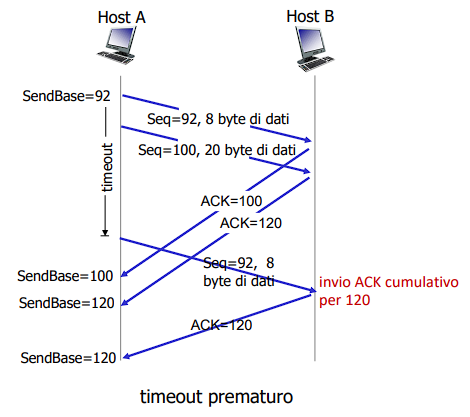 Host A
Host B
SendBase=92
Seq=92, 8 byte di dati
Seq=100, 20 byte di dati
timeout
ACK=100
ACK=120
Seq=92, 8
byte di dati
SendBase=100
SendBase=120
invio ACK cumulativo
per 120
ACK=120
SendBase=120
timeout prematuro